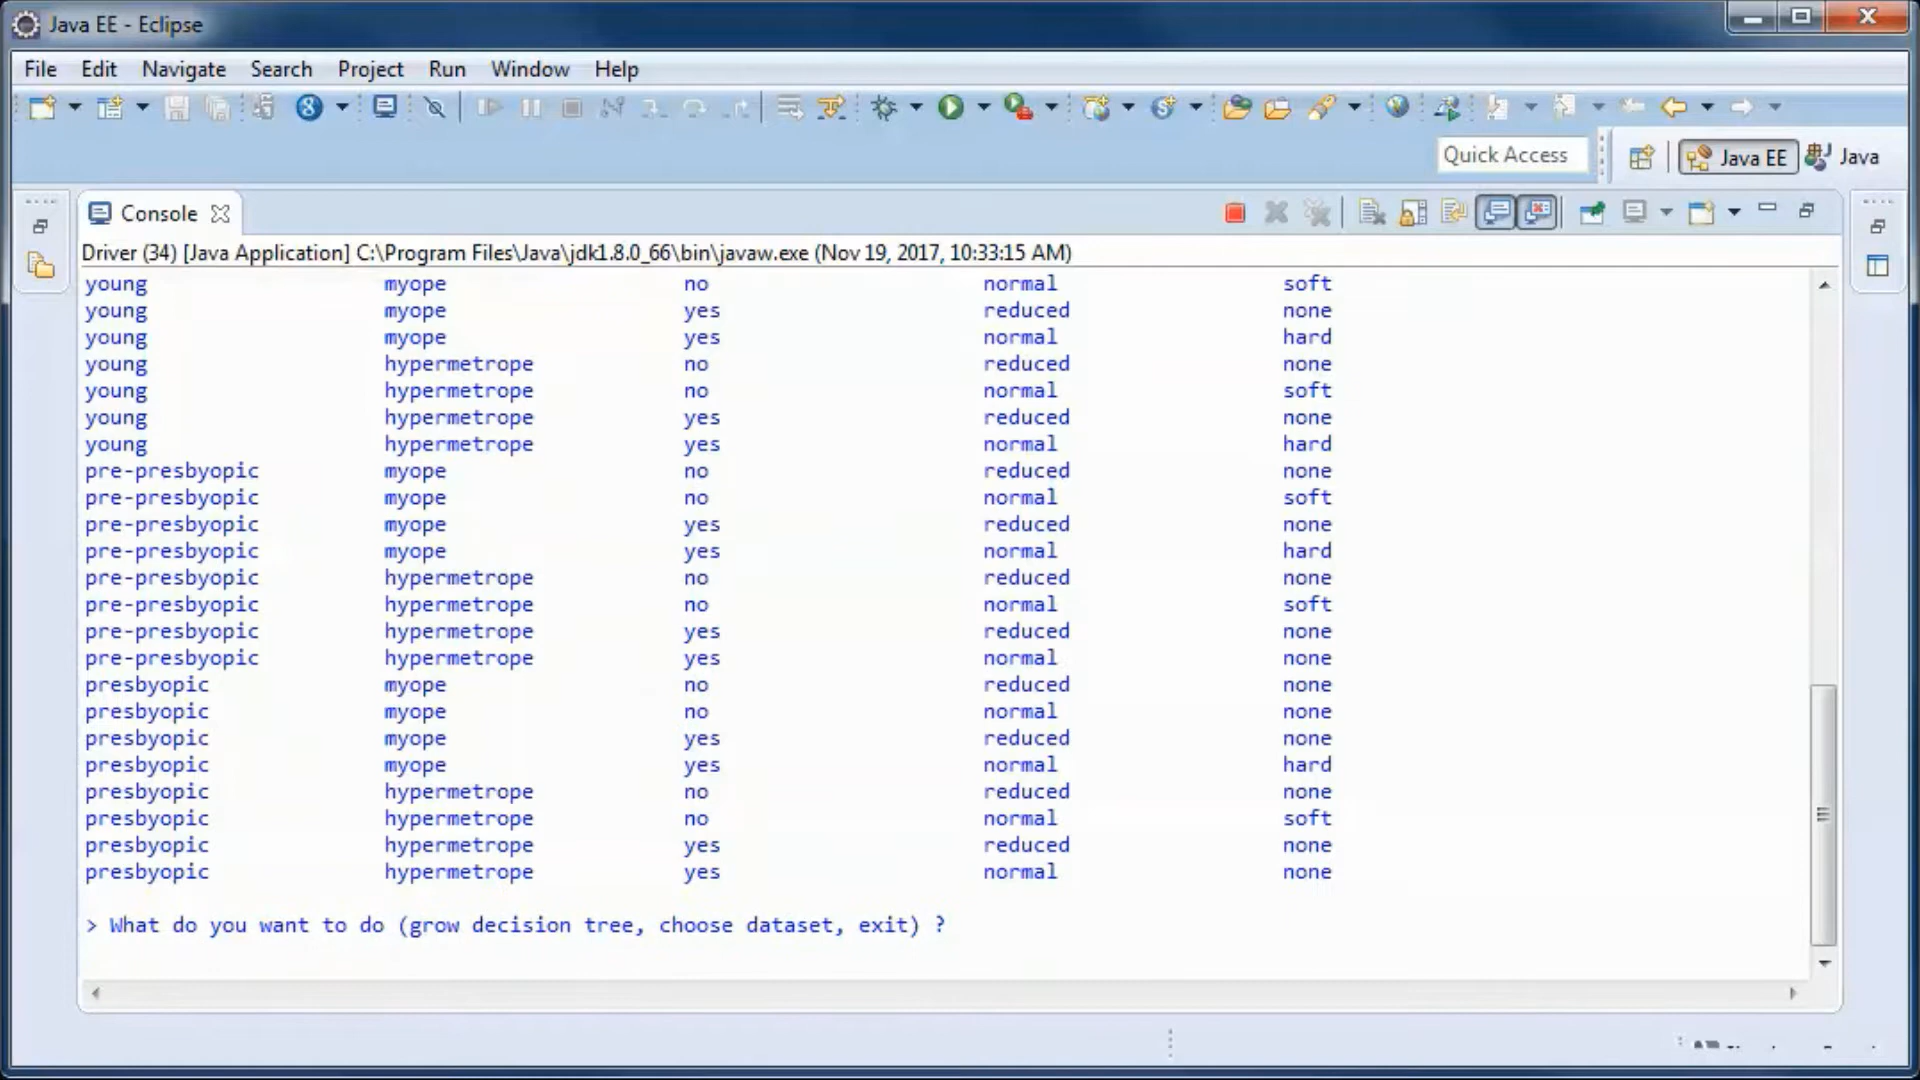 Java EE - Eclipse
File Edit Navigate Search Project Run Window Help
Quick Access Java EE Java
Console
Driver (34) [Java Application] C:\Program Files\Java\jdk1.8.0_66\bin\javaw.exe (Nov 19, 2017, 10:33:15 AM)
young myope no normal soft
young myope yes reduced none
young myope yes normal hard
young hypermetrope no reduced none
young hypermetrope no normal soft
young hypermetrope yes reduced none
young hypermetrope yes normal hard
pre-presbyopic myope no reduced none
pre-presbyopic myope no normal soft
pre-presbyopic myope yes reduced none
pre-presbyopic myope yes normal hard
pre-presbyopic hypermetrope no reduced none
pre-presbyopic hypermetrope no normal soft
pre-presbyopic hypermetrope yes reduced none
pre-presbyopic hypermetrope yes normal none
presbyopic myope no reduced none
presbyopic myope no normal none
presbyopic myope yes reduced none
presbyopic myope yes normal hard
presbyopic hypermetrope no reduced none
presbyopic hypermetrope no normal soft
presbyopic hypermetrope yes reduced none
presbyopic hypermetrope yes normal none
> What do you want to do (grow decision tree, choose dataset, exit) ?